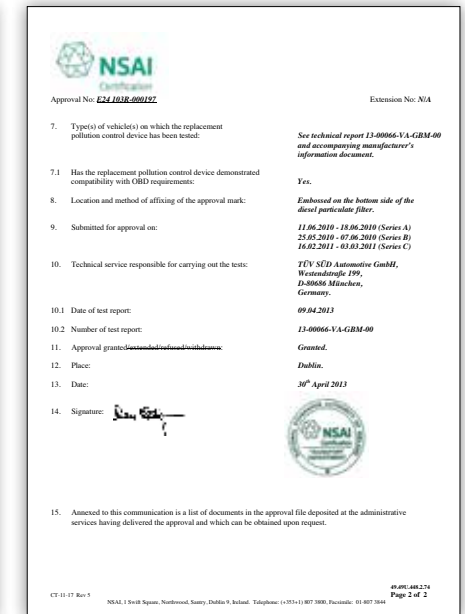 NSAI
Certification
Approval No: E24 103R-000197 Extension No: N/A
7. Type(s) of vehicle(s) on which the replacement
pollution control device has been tested: See technical report 13-00066-VA-GBM-00
and accompanying manufacturer's
information document.
7.1 Has the replacement pollution control device demonstrated
compatibility with OBD requirements: Yes.
8. Location and method of affixing of the approval mark: Embossed on the bottom side of the
diesel particulate filter.
9. Submitted for approval on: 11.06.2010 - 18.06.2010 (Series A)
25.05.2010 - 07.06.2010 (Series B)
16.02.2011 - 03.03.2011 (Series C)
10. Technical service responsible for carrying out the tests: TÜV SÜD Automotive GmbH,
Westendstraße 199,
D-80686 München,
Germany.
10.1 Date of test report: 09.04.2013
10.2 Number of test report: 13-00066-VA-GBM-00
11. Approval granted/extended/refused/withdrawn: Granted.
12. Place: Dublin.
13. Date: 30th April 2013
14. Signature:
NSAI
Certification
15. Annexed to this communication is a list of documents in the approval file deposited at the administrative
services having delivered the approval and which can be obtained upon request.
49.49U.448.2.74
CT-11-17 Rev 5 Page 2 of 2
NSAI, 1 Swift Square, Northwood, Santry, Dublin 9, Ireland. Telephone: (+353+1) 807 3800, Facsimile: 01-807 3844